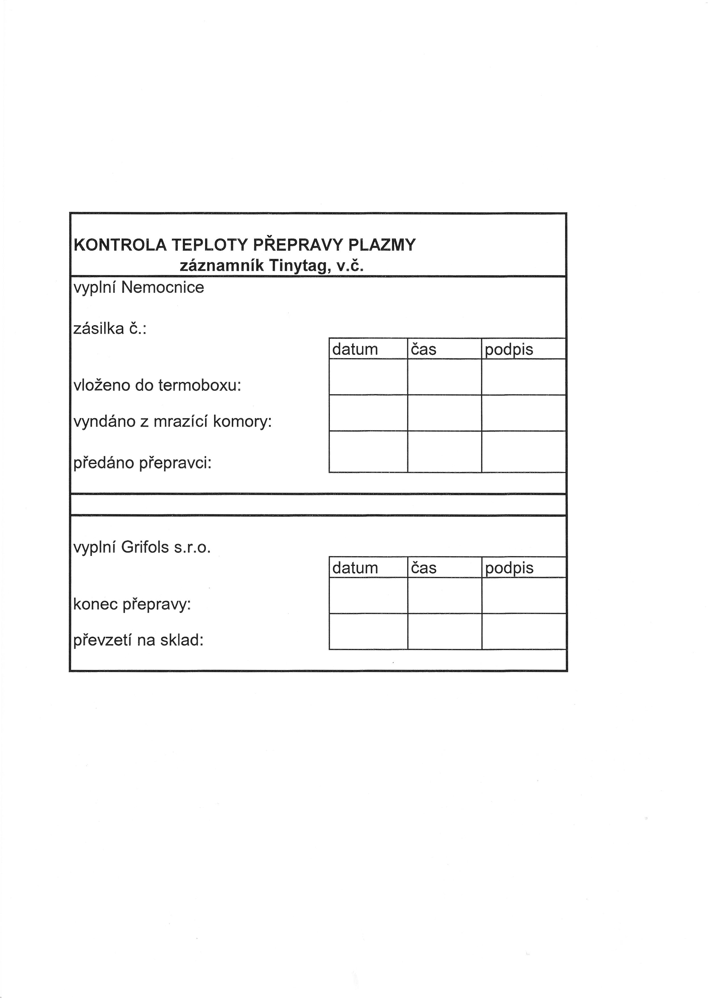 KONTROLA TEPLOTY PŘEPRAVY PLAZMY
záznamník Tinytag, v.č.
vyplní Nemocnice
zásilka č.:
datum čas podpis
vloženo do termoboxu:
vyndáno z mrazící komory:
předáno přepravci:
vyplní Grifols s.r.o.
datum čas podpis
konec přepravy:
převzetí na sklad: